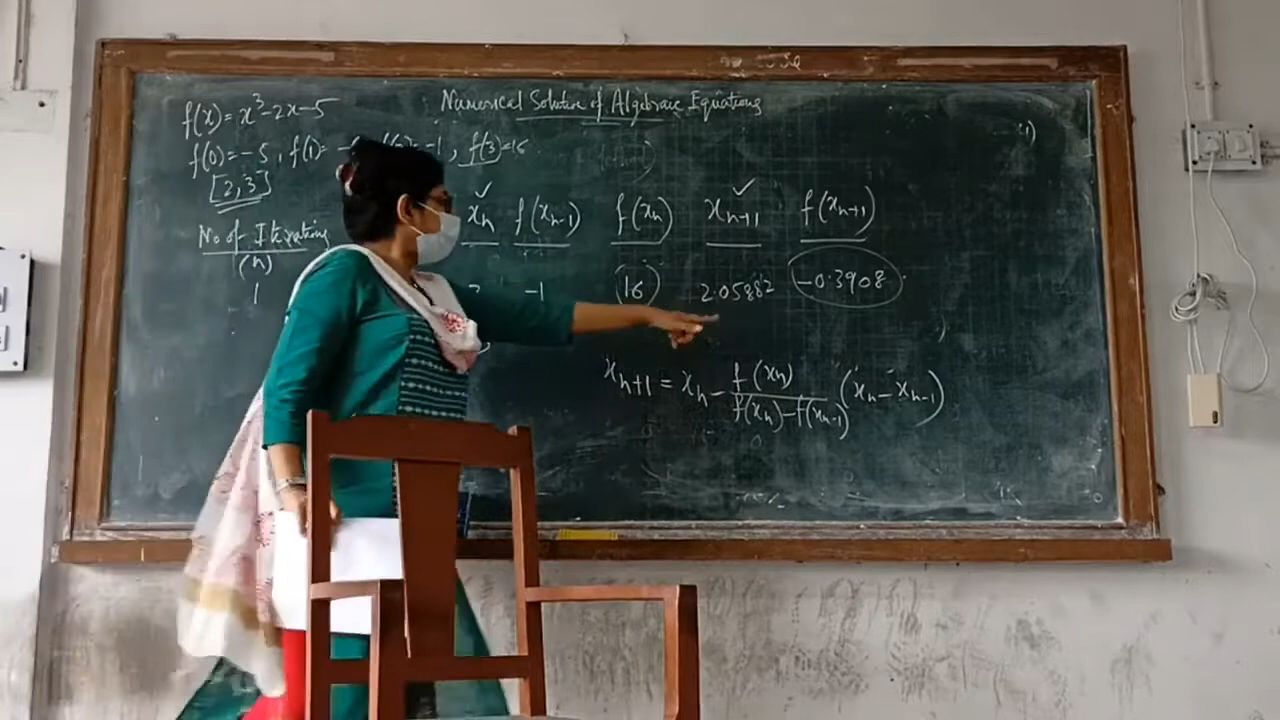 Numerical Solution of Algebraic Equations
f(x) = x³-2x-5
f(0) = -5, f(1) = -1, f(3)=16
[2,3]
No of Iterations xₙ f(xₙ₋₁) f(xₙ) xₙ₊₁ f(xₙ₊₁)
(n)
1 -1 (16) 2.05882 -0.3908
xₙ₊₁ = xₙ - f(xₙ) / f(xₙ)-f(xₙ₋₁) (xₙ - xₙ₋₁)